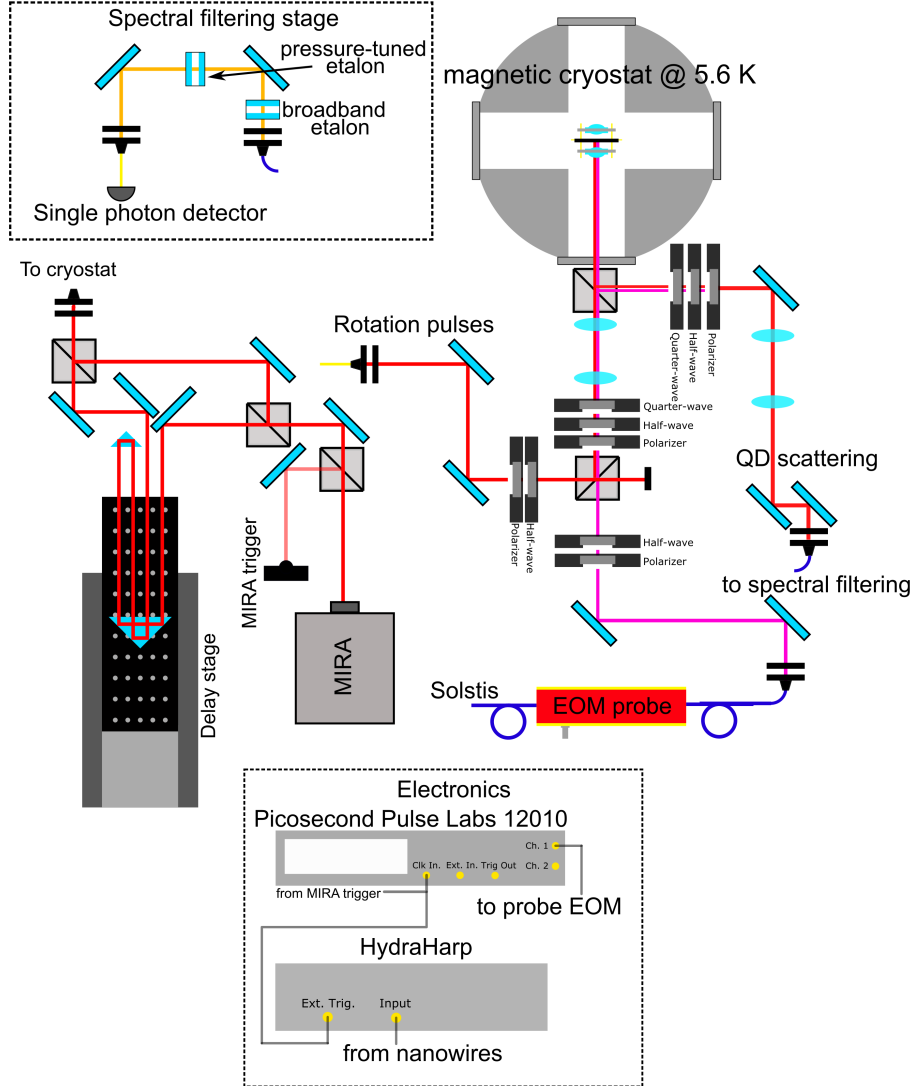 Spectral filtering stage
pressure-tuned
etalon
broadband
etalon
Single photon detector
magnetic cryostat @ 5.6 K
To cryostat
Rotation pulses
Quarter-wave
Half-wave
Polarizer
Quarter-wave
Half-wave
Polarizer
QD scattering
Polarizer
Half-wave
Half-wave
Polarizer
to spectral filtering
MIRA trigger
MIRA
Delay stage
Solstis
EOM probe
Electronics
Picosecond Pulse Labs 12010
Ch. 1
Clk In. Ext. In. Trig Out Ch. 2
from MIRA trigger
to probe EOM
HydraHarp
Ext. Trig. Input
from nanowires